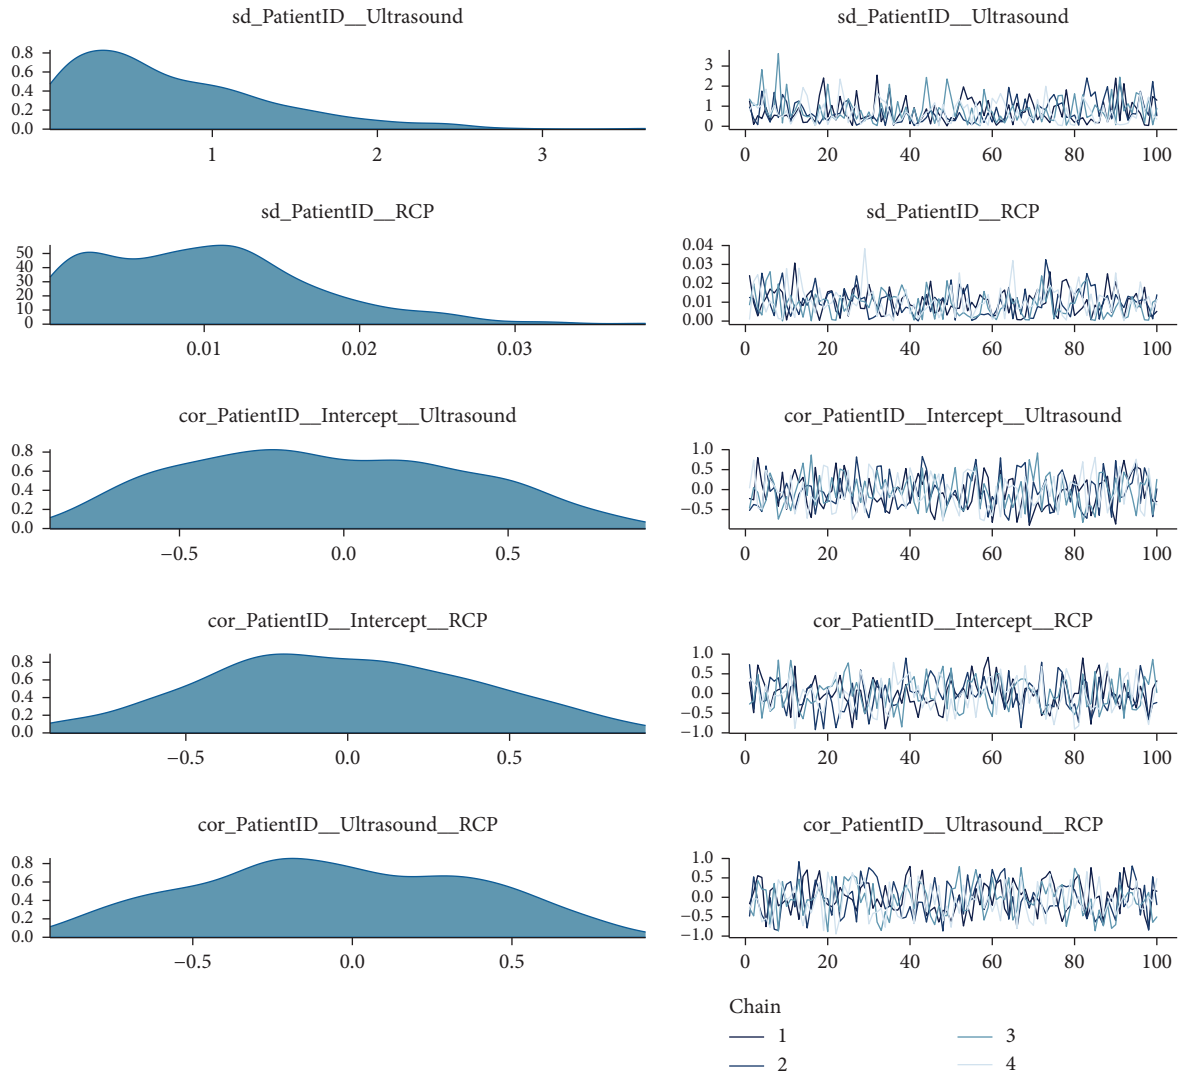 sd_PatientID__Ultrasound
0.8
0.6
0.4
0.2
0.0
1 2 3
sd_PatientID__Ultrasound
3
2
1
0
0 20 40 60 80 100
sd_PatientID__RCP
50
40
30
20
10
0
0.01 0.02 0.03
sd_PatientID__RCP
0.04
0.03
0.02
0.01
0.00
0 20 40 60 80 100
cor_PatientID__Intercept__Ultrasound
0.8
0.6
0.4
0.2
0.0
−0.5 0.0 0.5
cor_PatientID__Intercept__Ultrasound
1.0
0.5
0.0
−0.5
0 20 40 60 80 100
cor_PatientID__Intercept__RCP
0.8
0.6
0.4
0.2
0.0
−0.5 0.0 0.5
cor_PatientID__Intercept__RCP
1.0
0.5
0.0
−0.5
−1.0
0 20 40 60 80 100
cor_PatientID__Ultrasound__RCP
0.8
0.6
0.4
0.2
0.0
−0.5 0.0 0.5
cor_PatientID__Ultrasound__RCP
1.0
0.5
0.0
−0.5
−1.0
0 20 40 60 80 100
Chain
1 3
2 4